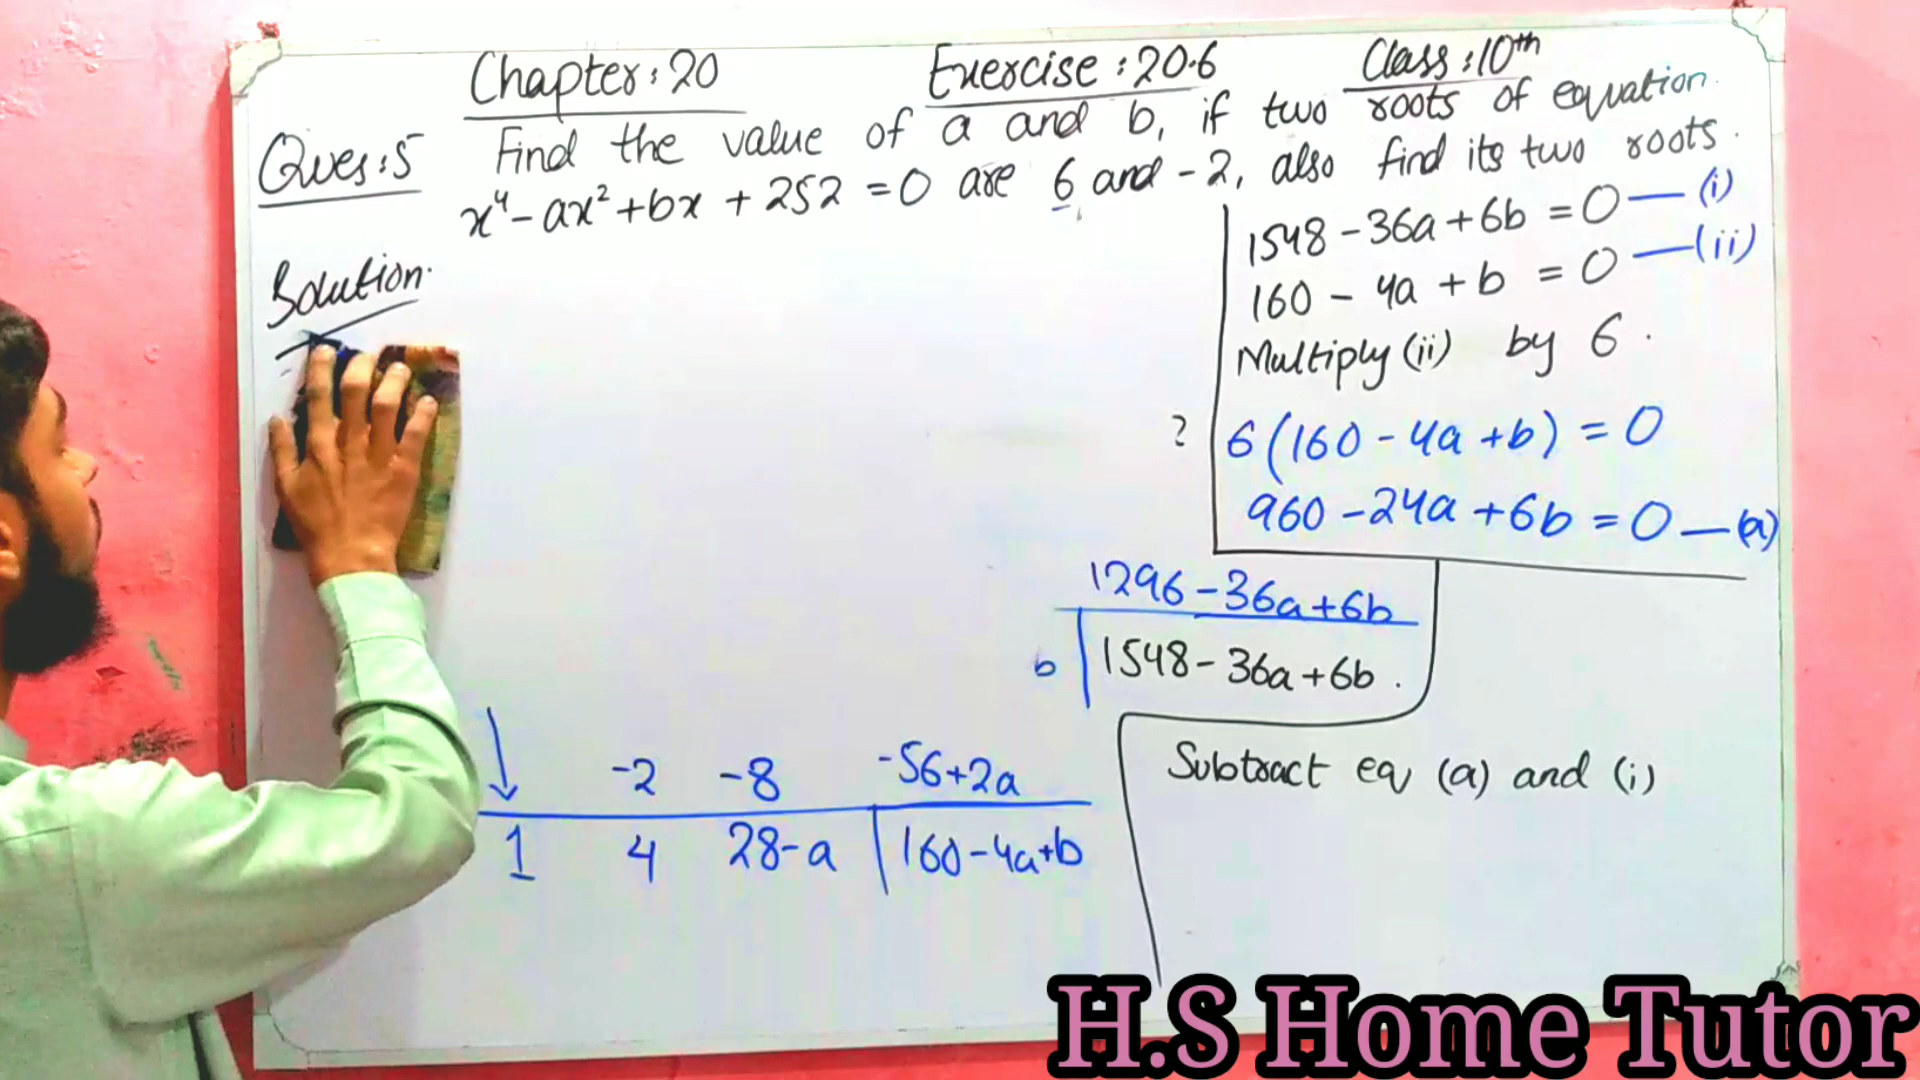 Chapter: 20 Exercise: 20.6 Class: 10th
Ques: 5 Find the value of a and b, if two roots of equation
x⁴ - ax² + bx + 252 = 0 are 6 and -2, also find its two roots.
Solution.
1548 - 36a + 6b = 0 — (i)
160 - 4a + b = 0 — (ii)
Multiply (ii) by 6.
? 6(160 - 4a + b) = 0
960 - 24a + 6b = 0 — (a)
1296 - 36a + 6b
6 1548 - 36a + 6b.
↓ -2 -8 -56+2a
1 4 28-a 160-4a+b
Subtract eq (a) and (i)
H.S Home Tutor